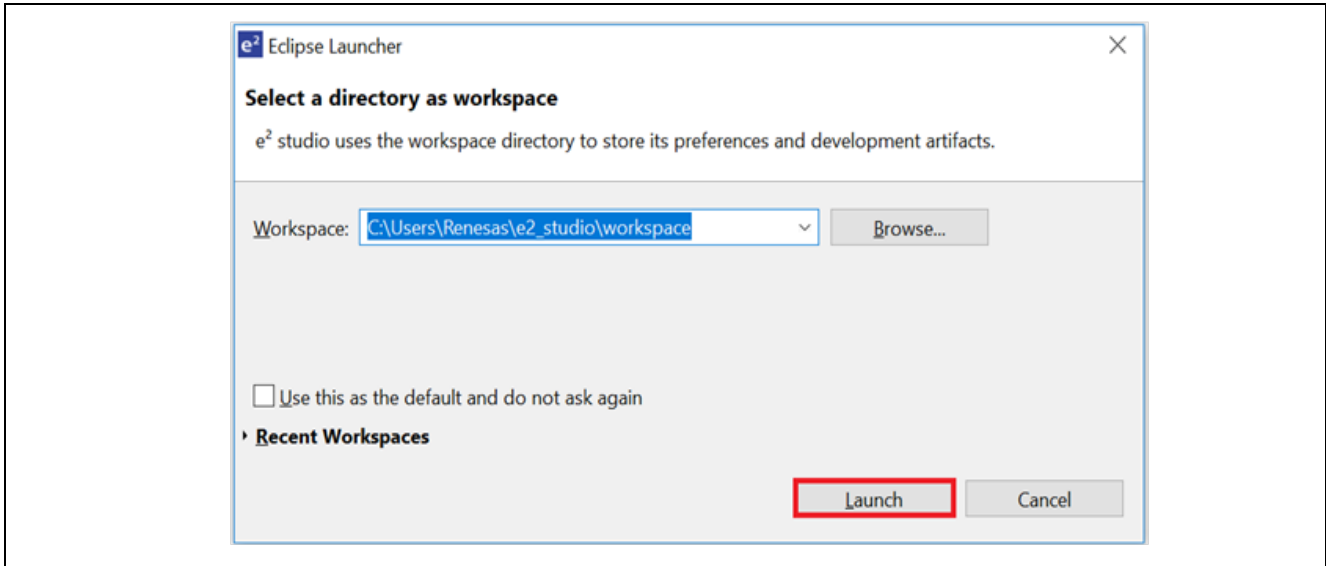 e² Eclipse Launcher
Select a directory as workspace
e² studio uses the workspace directory to store its preferences and development artifacts.
Workspace: C:\Users\Renesas\e2_studio\workspace Browse...
Use this as the default and do not ask again
Recent Workspaces
Launch Cancel